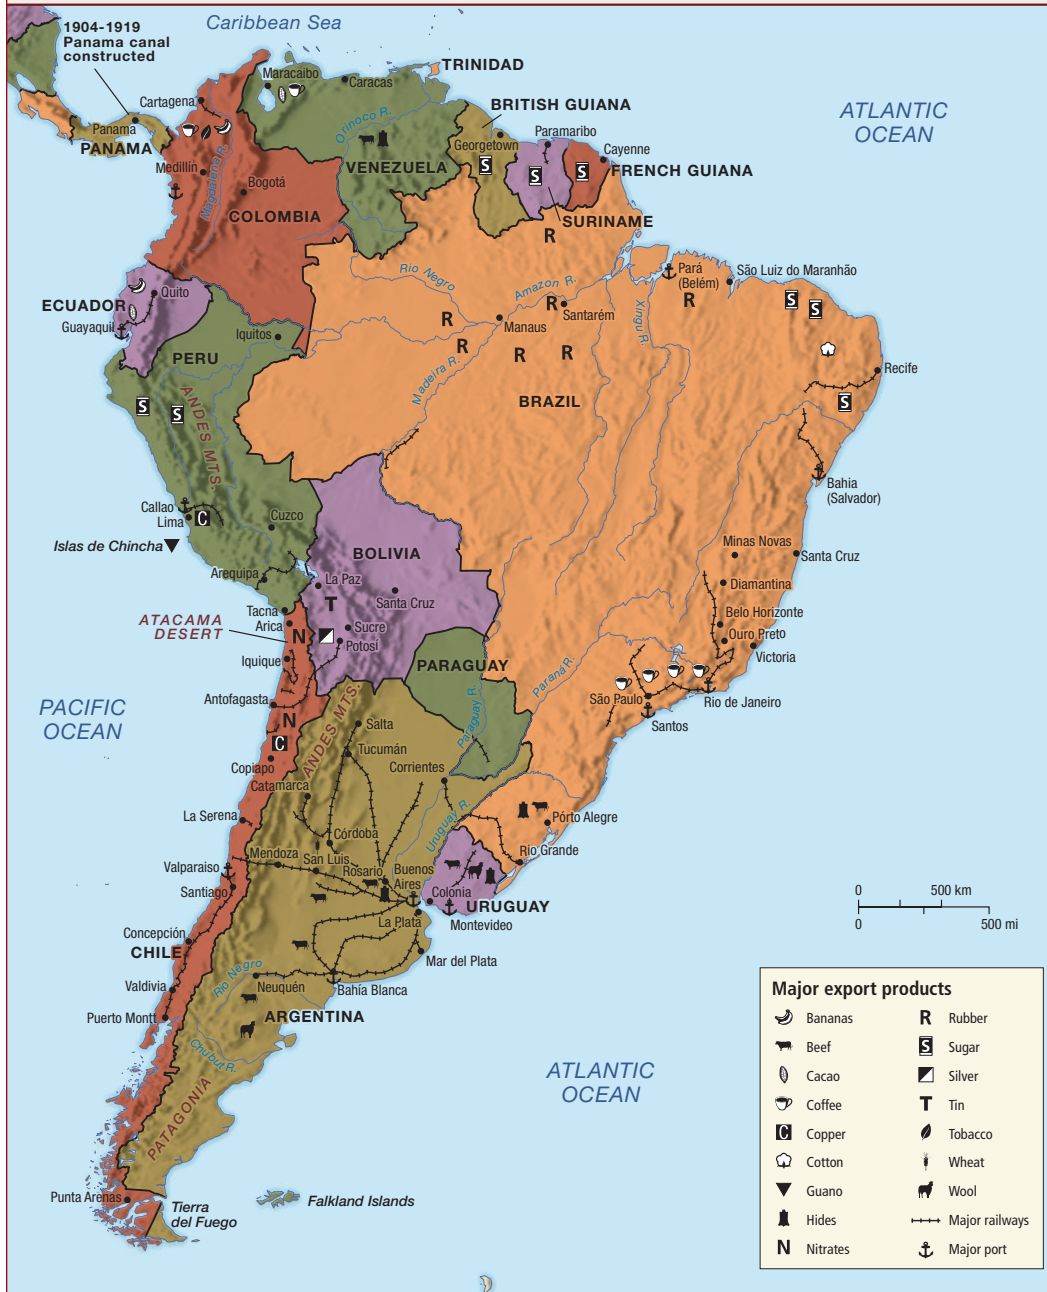 Caribbean Sea
1904-1919
Panama canal
constructed
Maracaibo
Caracas
TRINIDAD
Cartagena
Orinoco R.
BRITISH GUIANA
ATLANTIC
OCEAN
Panama
PANAMA
Georgetown
Paramaribo
Cayenne
VENEZUELA
FRENCH GUIANA
S
S
S
Medillín
Magdalena R.
Bogotá
COLOMBIA
SURINAME
R
Rio Negro
Amazon R.
Pará
(Belém)
São Luiz do Maranhão
ECUADOR
Quito
Guayaquil
R
Santarém
Xingu R.
R
S
S
R
Manaus
Iquitos
PERU
R
R
R
Madeira R.
Recife
ANDES MTS.
BRAZIL
S
S
S
Callao
Lima
C
Cuzco
Bahia
(Salvador)
Islas de Chincha
BOLIVIA
Minas Novas
Santa Cruz
Arequipa
La Paz
Santa Cruz
Diamantina
T
Tacna
Arica
ATACAMA
DESERT
N
Sucre
Potosí
Belo Horizonte
Ouro Preto
Victoria
Iquique
PARAGUAY
Paraná R.
Antofagasta
PACIFIC
OCEAN
São Paulo
Rio de Janeiro
Santos
N
C
ANDES MTS.
Salta
Paraguay R.
Tucumán
Copiapo
Corrientes
Catamarca
La Serena
Uruguay R.
Pórto Alegre
Córdoba
Valparaiso
Mendoza
San Luis
Rosario
Buenos
Aires
Rio Grande
Santiago
Colonia
URUGUAY
La Plata
Montevideo
0 500 km
0 500 mi
Concepción
CHILE
Mar del Plata
Rio Negro
Valdivia
Neuquén
Bahía Blanca
Puerto Montt
ARGENTINA
Chubut R.
PATAGONIA
ATLANTIC
OCEAN
Punta Arenas
Tierra
del Fuego
Falkland Islands
Major export products
Bananas
R Rubber
Beef
S Sugar
Cacao
Silver
Coffee
T Tin
C Copper
Tobacco
Cotton
Wheat
Guano
Wool
Hides
Major railways
N Nitrates
Major port